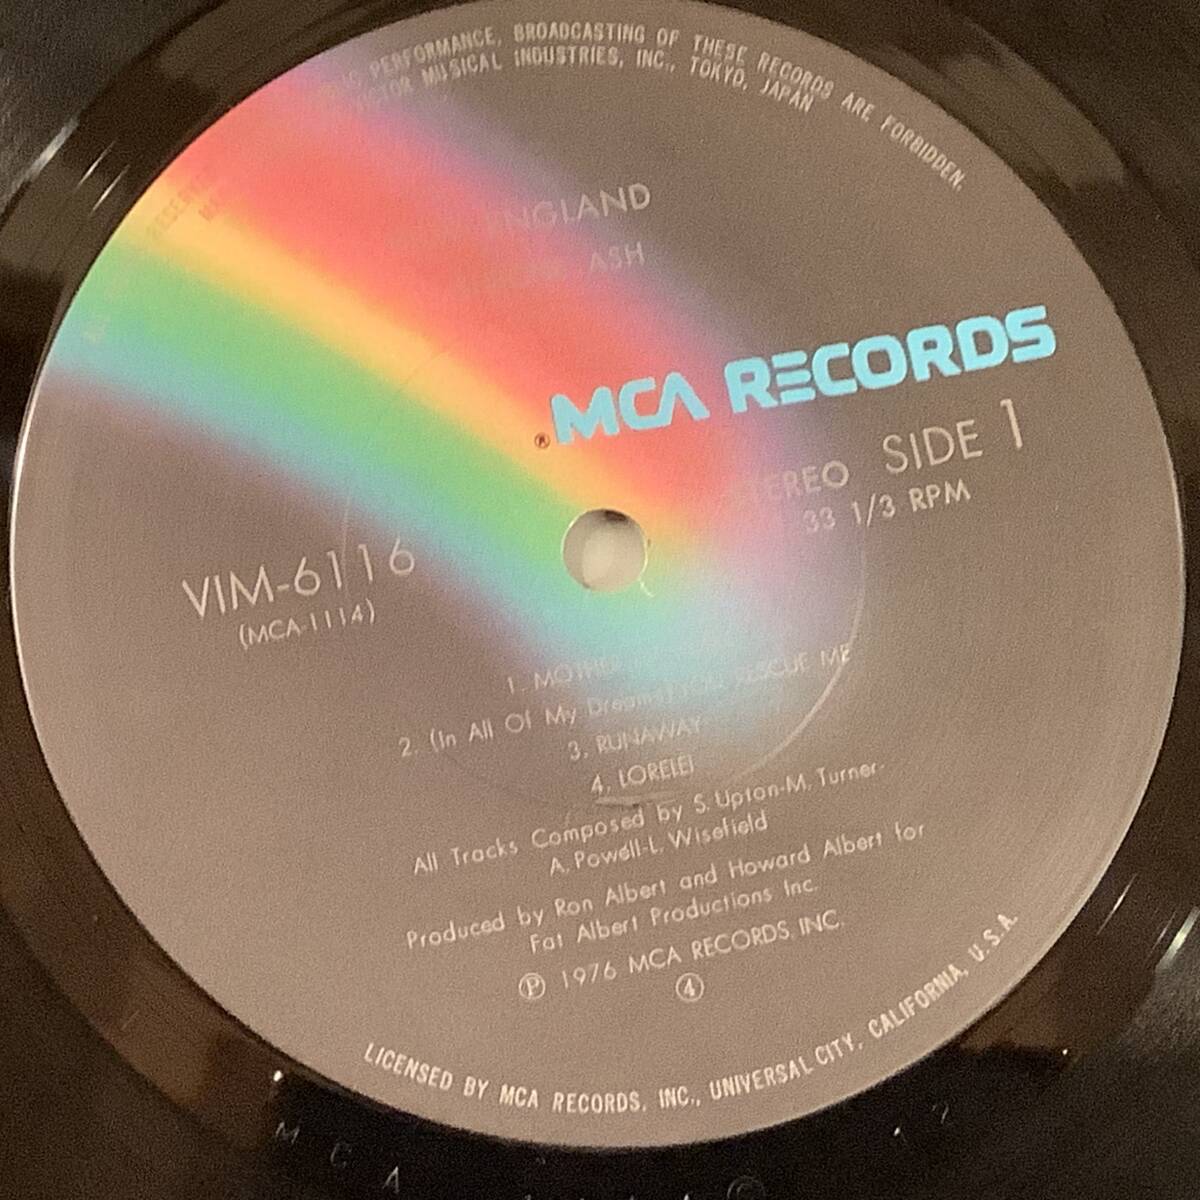 PERFORMANCE, BROADCASTING OF THESE RECORDS ARE FORBIDDEN.
VICTOR MUSICAL INDUSTRIES, INC., TOKYO, JAPAN
ENGLAND
ASH
® MCA RECORDS
STEREO SIDE 1
33 1/3 RPM
VIM-6116
(MCA-1114)
1. MOTHER
2. (In All Of My Dreams) YOU RESCUE ME
3. RUNAWAY
4. LORELEI
All Tracks Composed by S. Upton-M. Turner-
A. Powell-L. Wisefield
Produced by Ron Albert and Howard Albert for
Fat Albert Productions Inc.
Ⓟ 1976 MCA RECORDS, INC.
④
LICENSED BY MCA RECORDS, INC., UNIVERSAL CITY, CALIFORNIA, U.S.A.
M C A